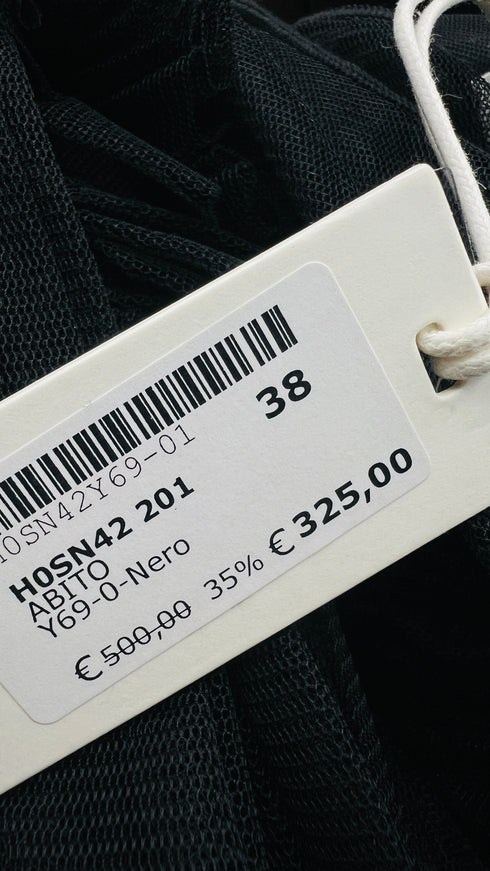 H0SN42Y69-01
38
H0SN42 201
ABITO
Y69-0-Nero
€ 500,00 35% € 325,00